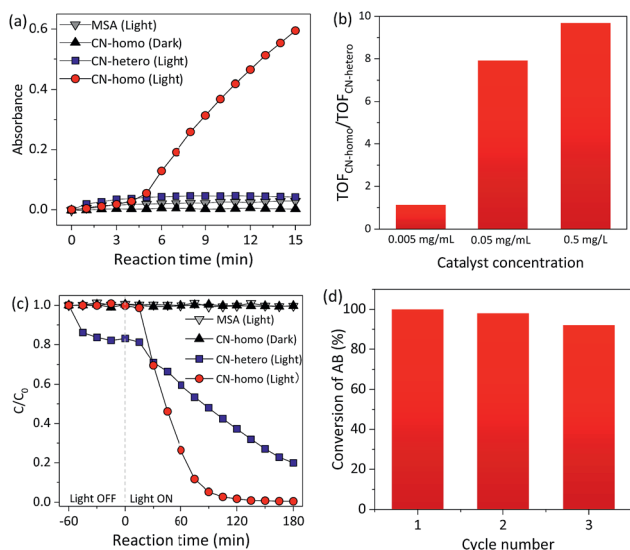 (a)
MSA (Light)
CN-homo (Dark)
CN-hetero (Light)
CN-homo (Light)
Absorbance
0.6
0.4
0.2
0.0
0 3 6 9 12 15
Reaction time (min)
(b)
TOF_CN-homo/TOF_CN-hetero
10
8
6
4
2
0
0.005 mg/mL 0.05 mg/mL 0.5 mg/L
Catalyst concentration
(c)
MSA (Light)
CN-homo (Dark)
CN-hetero (Light)
CN-homo (Light)
C/C₀
1.0
0.8
0.6
0.4
0.2
0.0
Light OFF Light ON
-60 0 60 120 180
Reaction time (min)
(d)
Conversion of AB (%)
100
80
60
40
20
0
1 2 3
Cycle number